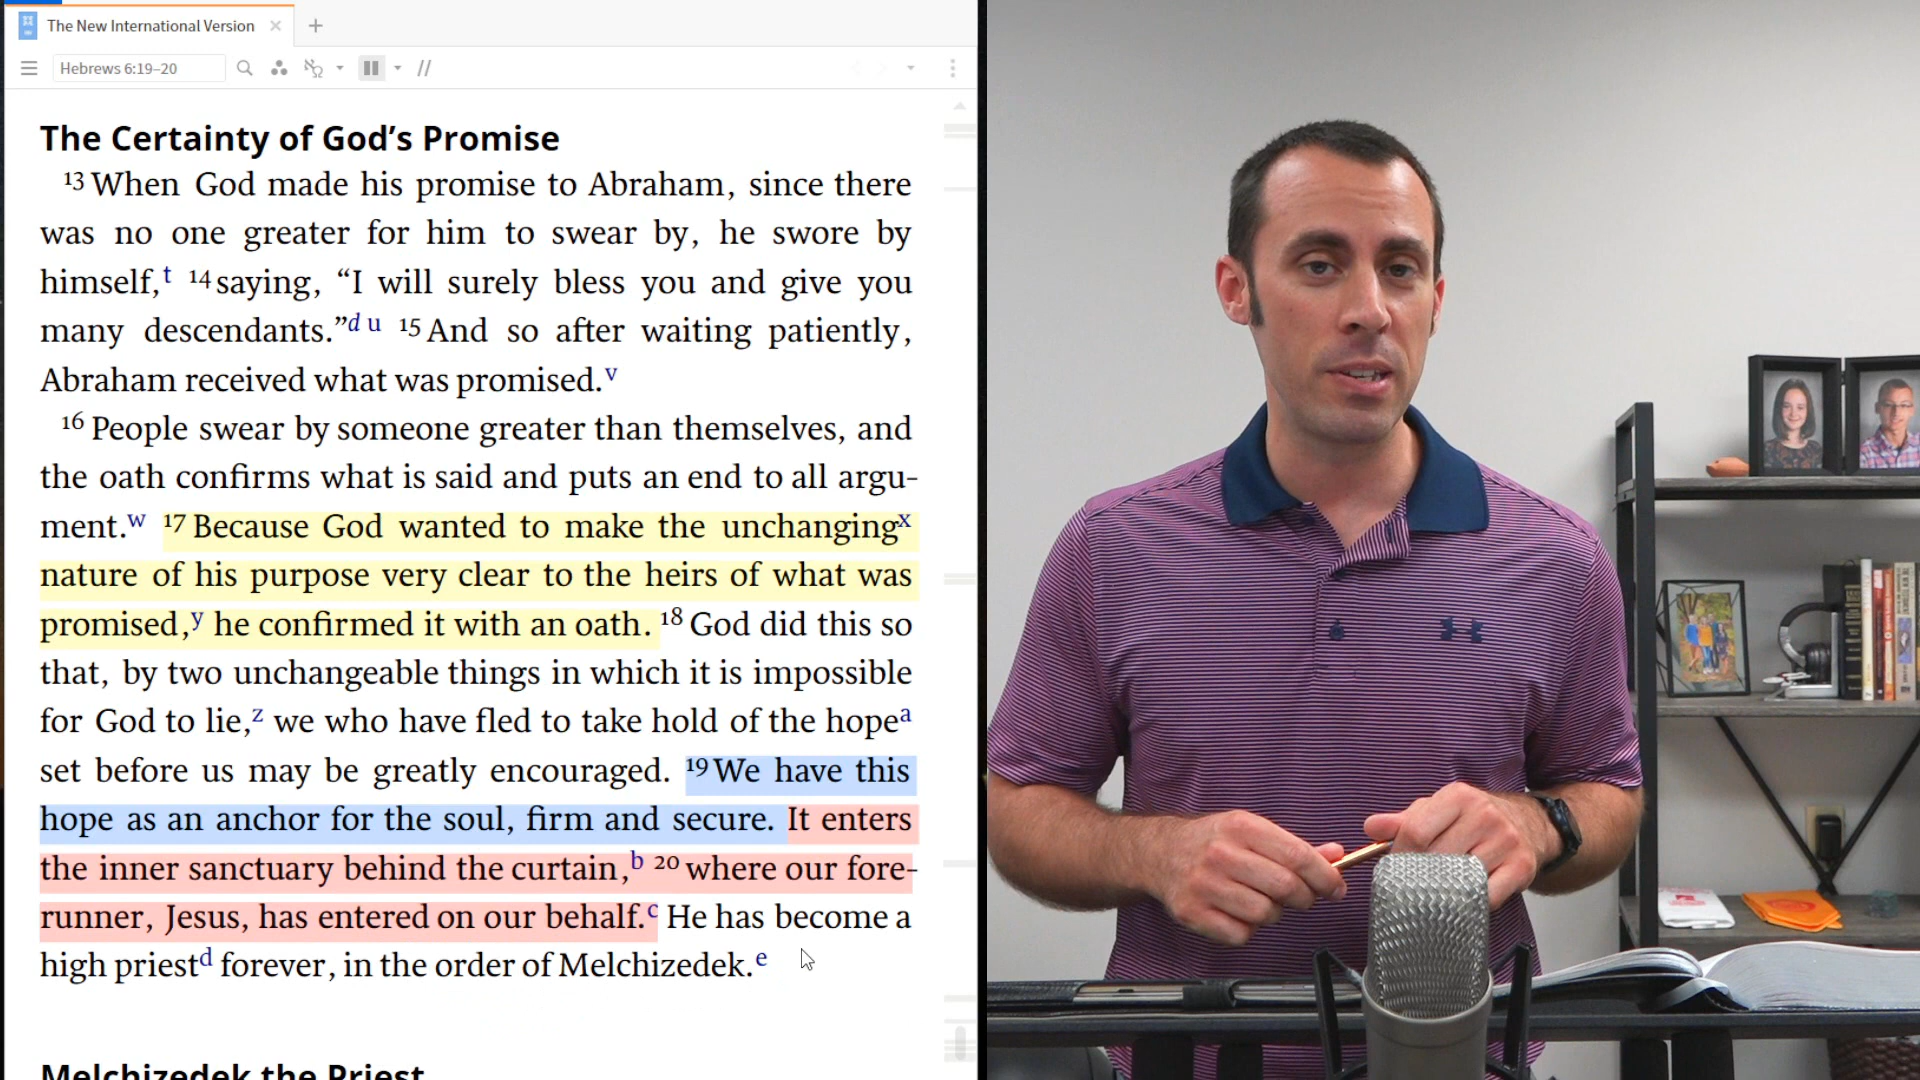 The New International Version
Hebrews 6:19–20
The Certainty of God’s Promise
13 When God made his promise to Abraham, since there
was no one greater for him to swear by, he swore by
himself,t 14 saying, “I will surely bless you and give you
many descendants.”d u 15 And so after waiting patiently,
Abraham received what was promised.v
16 People swear by someone greater than themselves, and
the oath confirms what is said and puts an end to all argu-
ment.w 17 Because God wanted to make the unchangingx
nature of his purpose very clear to the heirs of what was
promised,y he confirmed it with an oath. 18 God did this so
that, by two unchangeable things in which it is impossible
for God to lie,z we who have fled to take hold of the hopea
set before us may be greatly encouraged. 19 We have this
hope as an anchor for the soul, firm and secure. It enters
the inner sanctuary behind the curtain,b 20 where our fore-
runner, Jesus, has entered on our behalf.c He has become a
high priestd forever, in the order of Melchizedek.e
Melchizedek the Priest